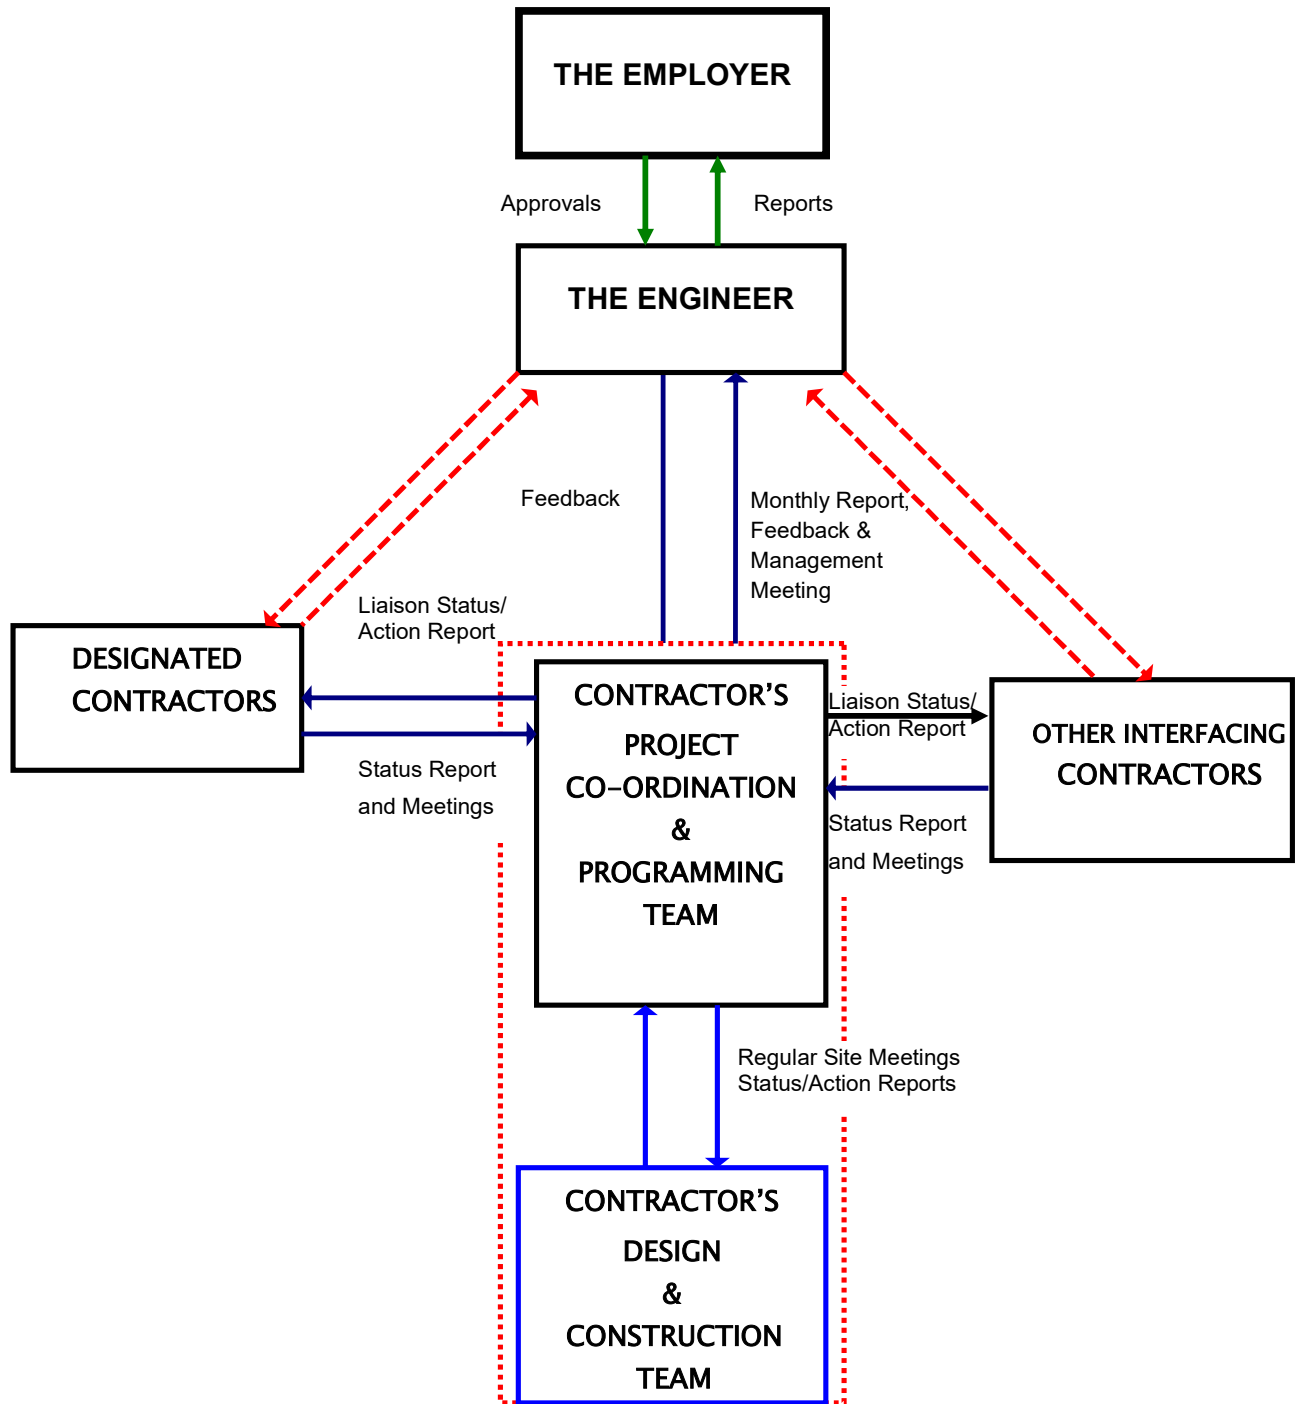 THE EMPLOYER
Approvals
Reports
THE ENGINEER
Feedback
Monthly Report,
Feedback &
Management
Meeting
Liaison Status/
Action Report
DESIGNATED
CONTRACTORS
Status Report
and Meetings
CONTRACTOR’S
PROJECT
CO-ORDINATION
&
PROGRAMMING
TEAM
Liaison Status/
Action Report
OTHER INTERFACING
CONTRACTORS
Status Report
and Meetings
Regular Site Meetings
Status/Action Reports
CONTRACTOR’S
DESIGN
&
CONSTRUCTION
TEAM